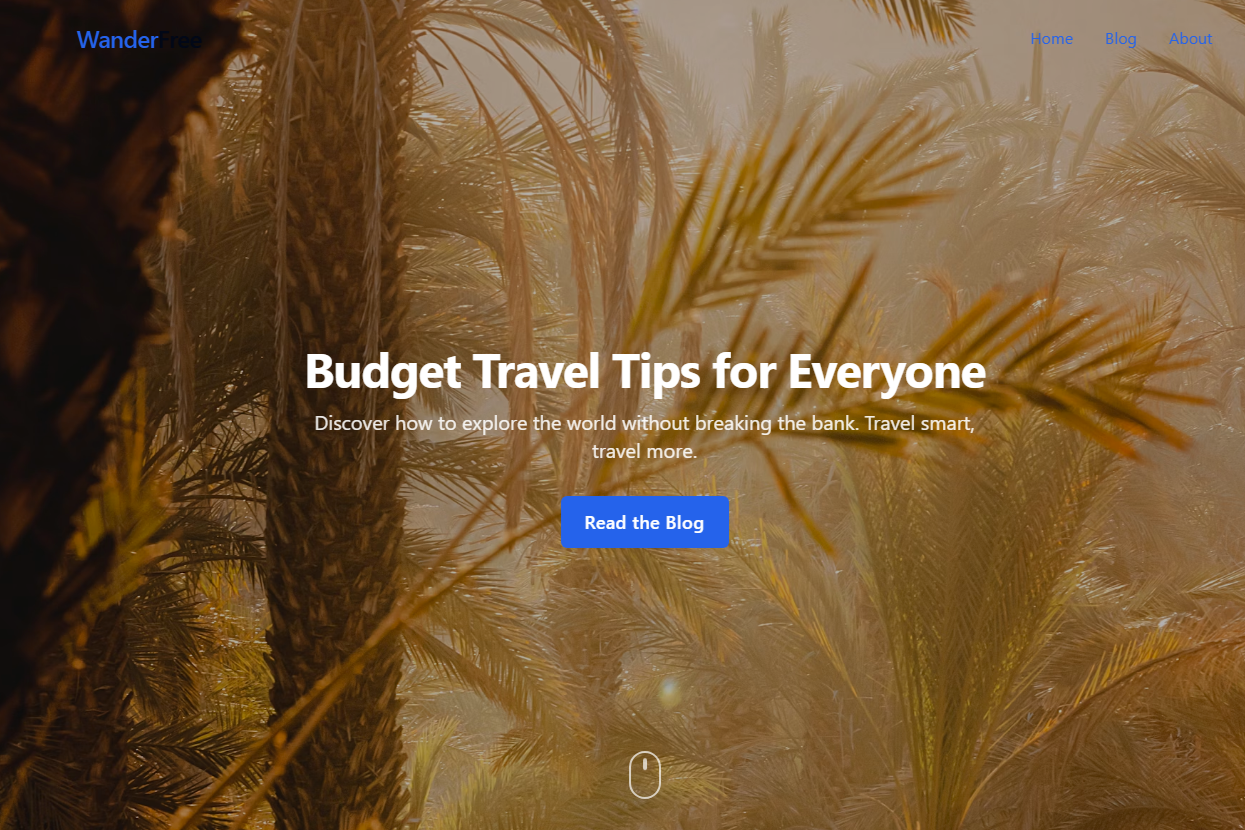 WanderFree
Home
Blog
About
Budget Travel Tips for Everyone
Discover how to explore the world without breaking the bank. Travel smart,
travel more.
Read the Blog